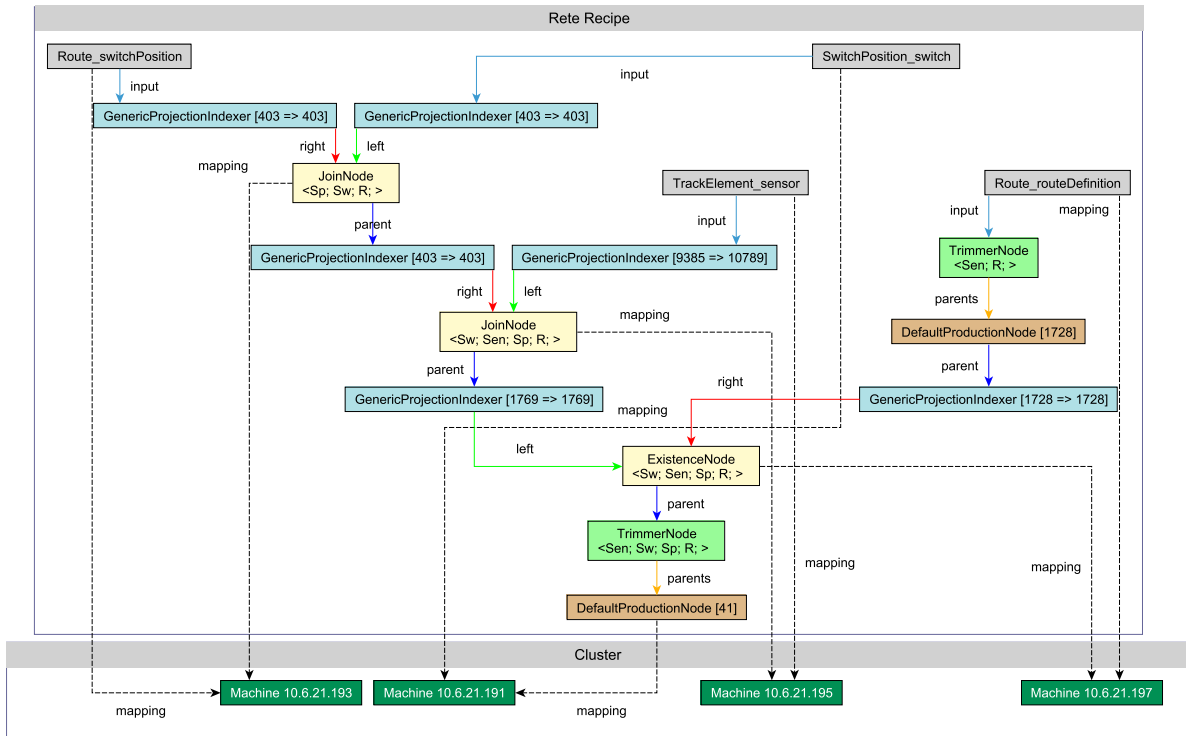 Rete Recipe
Route_switchPosition
SwitchPosition_switch
input
input
GenericProjectionIndexer [403 => 403]
GenericProjectionIndexer [403 => 403]
right
left
mapping
JoinNode
<Sp; Sw; R; >
TrackElement_sensor
Route_routeDefinition
parent
input
input
mapping
GenericProjectionIndexer [403 => 403]
GenericProjectionIndexer [9385 => 10789]
TrimmerNode
<Sen; R; >
right
left
parents
mapping
JoinNode
<Sw; Sen; Sp; R; >
DefaultProductionNode [1728]
parent
parent
right
GenericProjectionIndexer [1769 => 1769]
GenericProjectionIndexer [1728 => 1728]
mapping
left
ExistenceNode
<Sw; Sen; Sp; R; >
parent
TrimmerNode
<Sen; Sw; Sp; R; >
mapping
mapping
parents
DefaultProductionNode [41]
Cluster
Machine 10.6.21.193
Machine 10.6.21.191
Machine 10.6.21.195
Machine 10.6.21.197
mapping
mapping